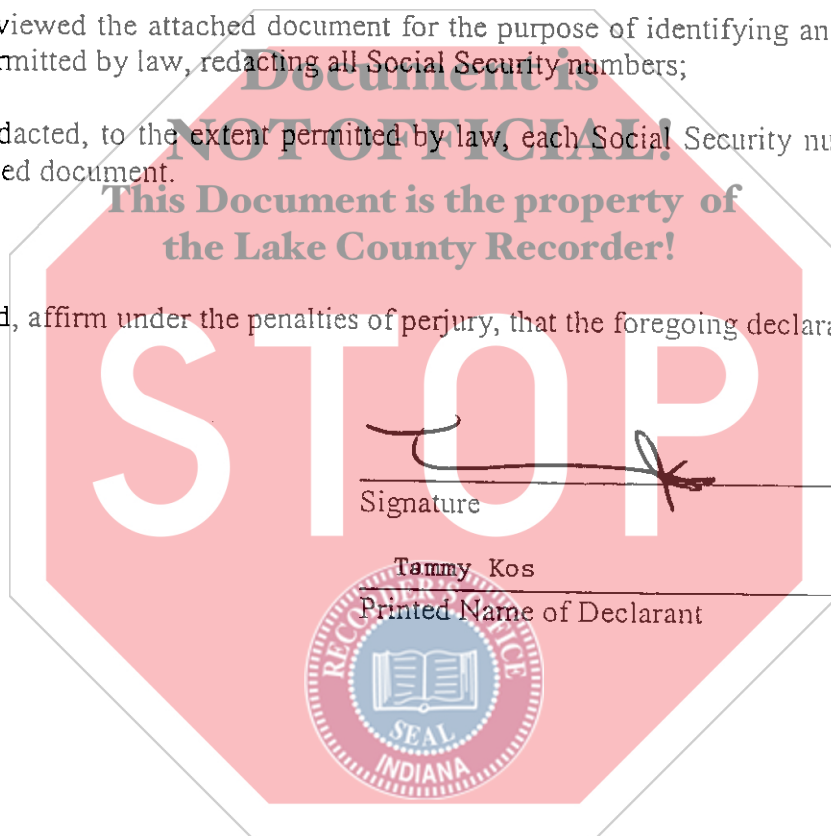 viewed the attached document for the purpose of identifying an
rmitted by law, redacting all Social Security numbers;
Document is
dacted, to the extent permitted by law, each Social Security nu
NOT OFFICIAL!
ed document.
This Document is the property of
the Lake County Recorder!
d, affirm under the penalties of perjury, that the foregoing declara
STOP
Signature
Tammy Kos
Printed Name of Declarant
RECORDER'S OFFICE
SEAL
INDIANA